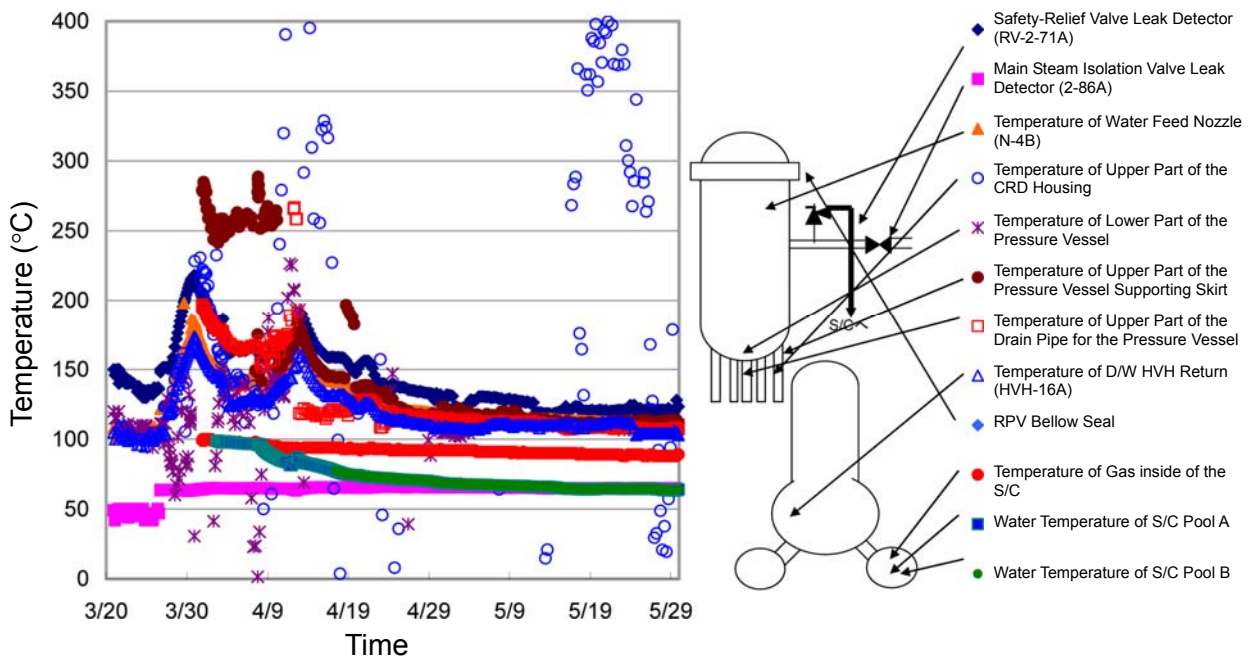 400
350
300
250
200
150
100
50
0
Temperature (°C)
3/20
3/30
4/9
4/19
4/29
5/9
5/19
5/29
Time
S/C
Safety-Relief Valve Leak Detector
(RV-2-71A)
Main Steam Isolation Valve Leak
Detector (2-86A)
Temperature of Water Feed Nozzle
(N-4B)
Temperature of Upper Part of the
CRD Housing
Temperature of Lower Part of the
Pressure Vessel
Temperature of Upper Part of the
Pressure Vessel Supporting Skirt
Temperature of Upper Part of the
Drain Pipe for the Pressure Vessel
Temperature of D/W HVH Return
(HVH-16A)
RPV Bellow Seal
Temperature of Gas inside of the
S/C
Water Temperature of S/C Pool A
Water Temperature of S/C Pool B